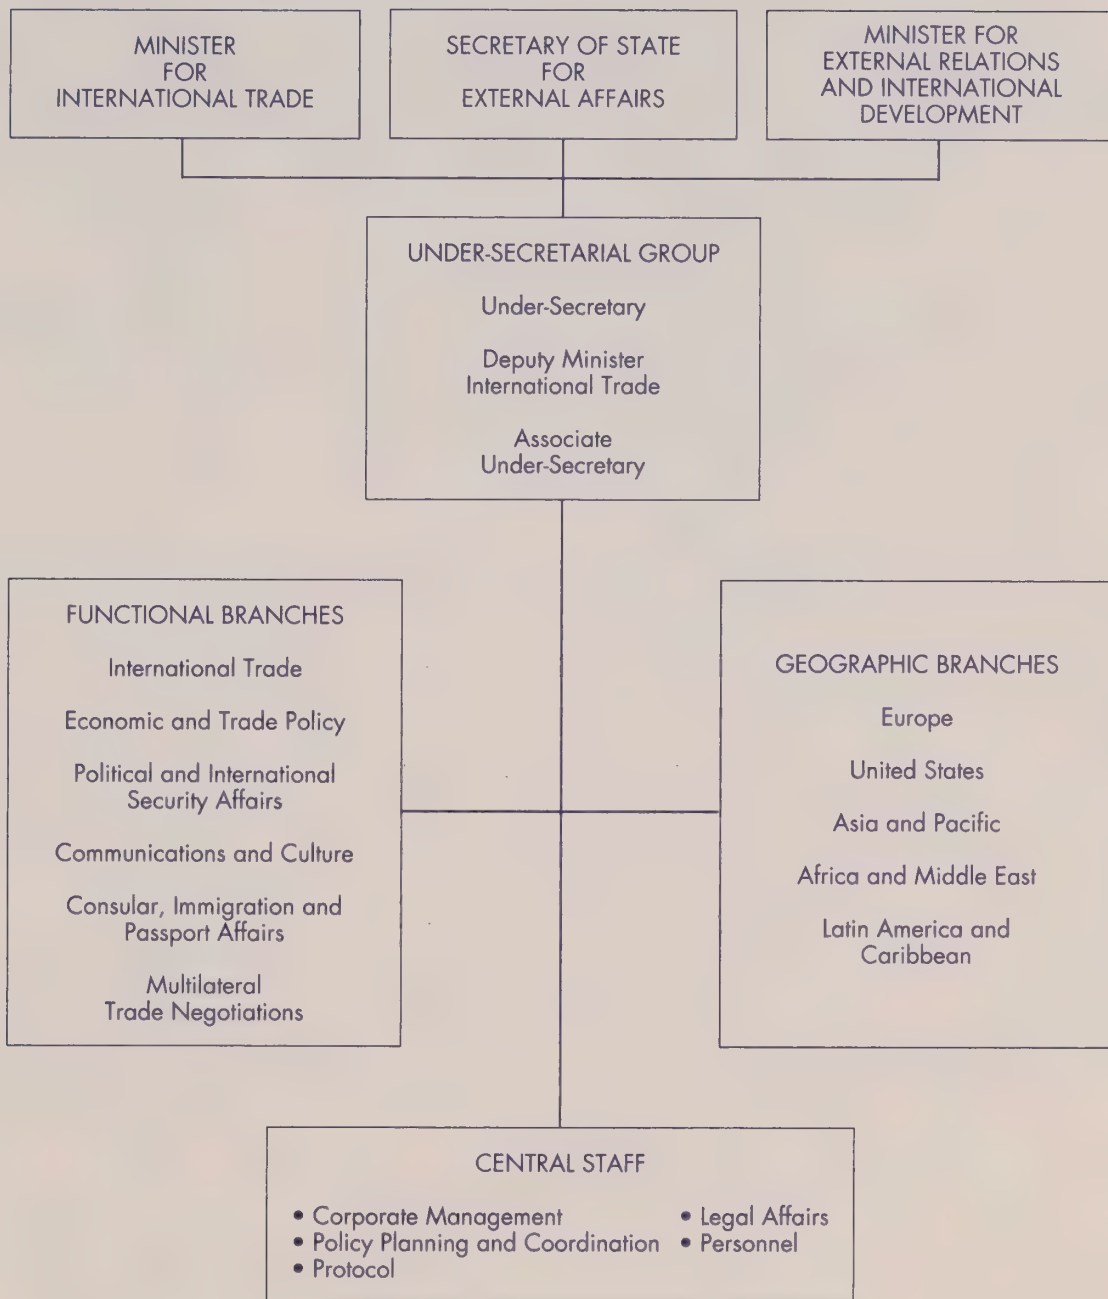 MINISTER
FOR
INTERNATIONAL TRADE
SECRETARY OF STATE
FOR
EXTERNAL AFFAIRS
MINISTER FOR
EXTERNAL RELATIONS
AND INTERNATIONAL
DEVELOPMENT
UNDER-SECRETARIAL GROUP
Under-Secretary
Deputy Minister
International Trade
Associate
Under-Secretary
FUNCTIONAL BRANCHES
International Trade
Economic and Trade Policy
Political and International
Security Affairs
Communications and Culture
Consular, Immigration and
Passport Affairs
Multilateral
Trade Negotiations
GEOGRAPHIC BRANCHES
Europe
United States
Asia and Pacific
Africa and Middle East
Latin America and
Caribbean
CENTRAL STAFF
• Corporate Management
• Policy Planning and Coordination
• Protocol
• Legal Affairs
• Personnel